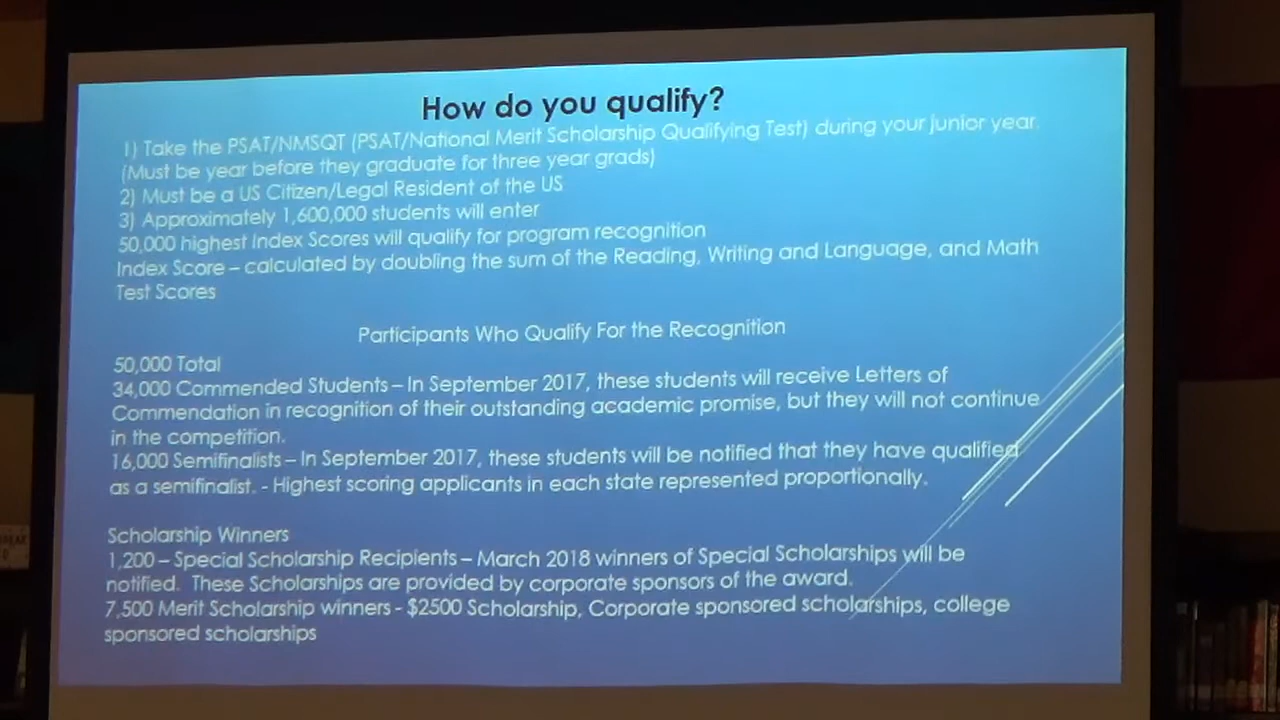 How do you qualify?
1) Take the PSAT/NMSQT (PSAT/National Merit Scholarship Qualifying Test) during your junior year.
(Must be year before they graduate for three year grads)
2) Must be a US Citizen/Legal Resident of the US
3) Approximately 1,600,000 students will enter
50,000 highest Index Scores will qualify for program recognition
Index Score – calculated by doubling the sum of the Reading, Writing and Language, and Math
Test Scores
Participants Who Qualify For the Recognition
50,000 Total
34,000 Commended Students – In September 2017, these students will receive Letters of
Commendation in recognition of their outstanding academic promise, but they will not continue
in the competition.
16,000 Semifinalists – In September 2017, these students will be notified that they have qualified
as a semifinalist. - Highest scoring applicants in each state represented proportionally.
Scholarship Winners
1,200 – Special Scholarship Recipients – March 2018 winners of Special Scholarships will be
notified. These Scholarships are provided by corporate sponsors of the award.
7,500 Merit Scholarship winners - $2500 Scholarship, Corporate sponsored scholarships, college
sponsored scholarships